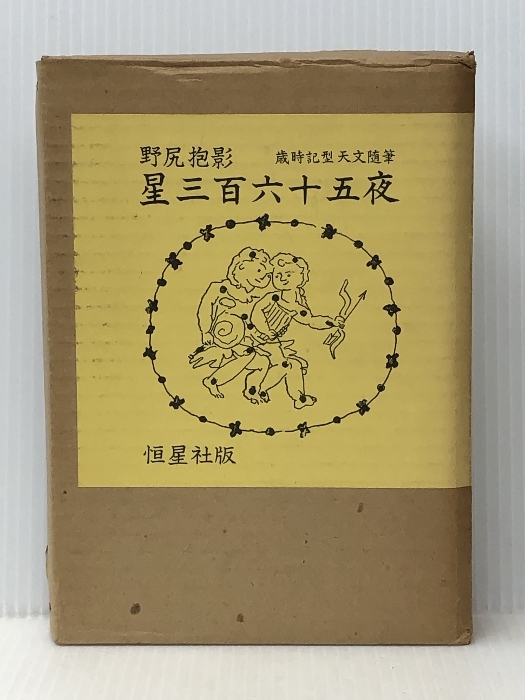 野尻抱影 歳時記型天文随筆
星三百六十五夜
恒星社版